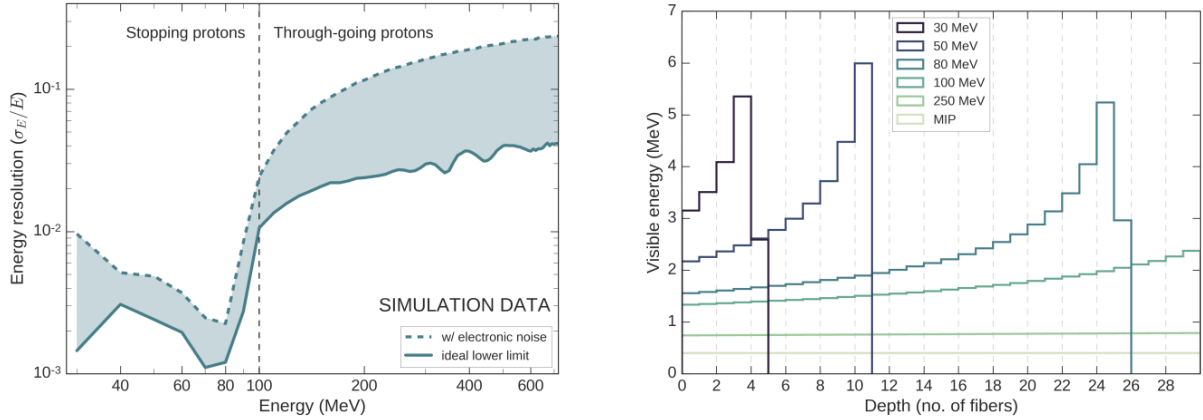 Stopping protons
Through-going protons
Energy resolution (σ_E/E)
10⁻¹
10⁻²
10⁻³
SIMULATION DATA
w/ electronic noise
ideal lower limit
40 60 80 100 200 400 600
Energy (MeV)
Visible energy (MeV)
7
6
5
4
3
2
1
0
30 MeV
50 MeV
80 MeV
100 MeV
250 MeV
MIP
0 2 4 6 8 10 12 14 16 18 20 22 24 26 28
Depth (no. of fibers)